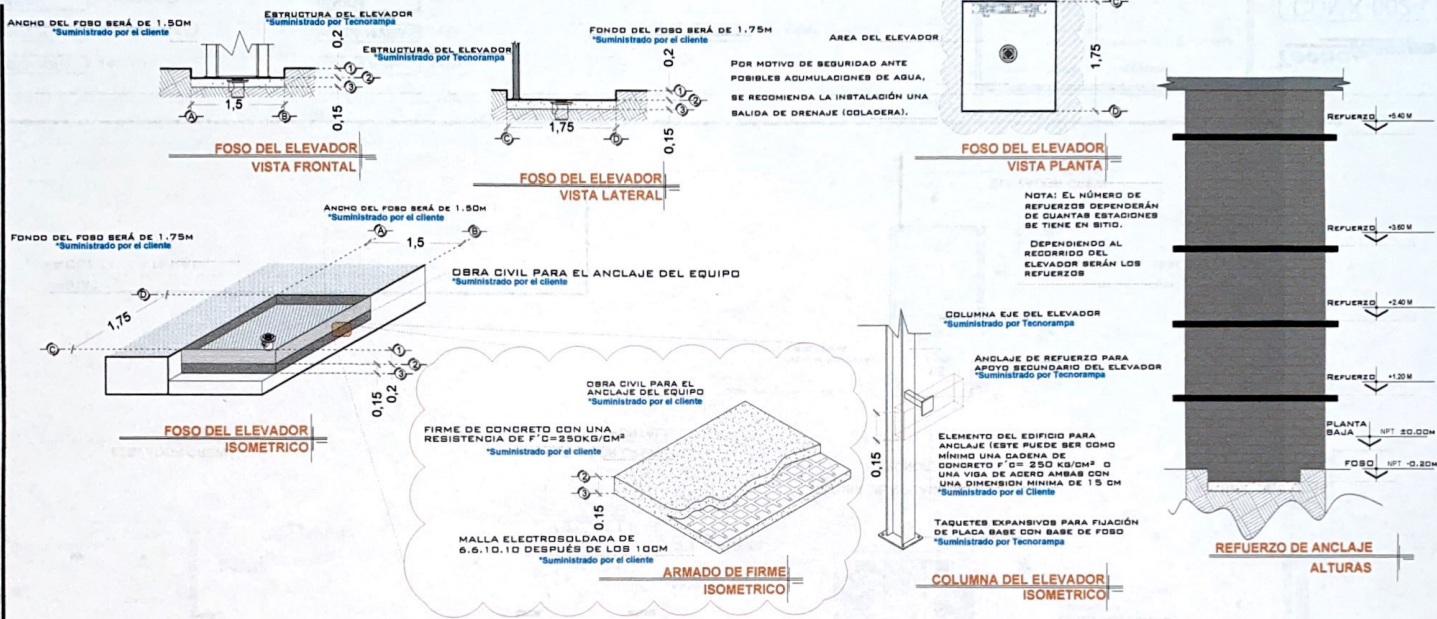 ANCHO DEL FOSO SERÁ DE 1.50M
*Suministrado por el cliente
ESTRUCTURA DEL ELEVADOR
*Suministrado por Tecnorampa
0,2
ESTRUCTURA DEL ELEVADOR
*Suministrado por Tecnorampa
1
2
3
1,5
A
B
0,15
FOSO DEL ELEVADOR
VISTA FRONTAL
FONDO DEL FOSO SERÁ DE 1.75M
*Suministrado por el cliente
0,2
1
2
3
1,75
C
D
0,15
FOSO DEL ELEVADOR
VISTA LATERAL
AREA DEL ELEVADOR
POR MOTIVO DE SEGURIDAD ANTE
POSIBLES ACUMULACIONES DE AGUA,
SE RECOMIENDA LA INSTALACIÓN UNA
SALIDA DE DRENAJE (COLADERA).
1,75
D
FOSO DEL ELEVADOR
VISTA PLANTA
NOTA: EL NÚMERO DE
REFUERZOS DEPENDERÁN
DE CUANTAS ESTACIONES
SE TIENE EN SITIO.
DEPENDIENDO AL
RECORRIDO DEL
ELEVADOR SERÁN LOS
REFUERZOS
ANCHO DEL FOSO SERÁ DE 1.50M
*Suministrado por el cliente
FONDO DEL FOSO SERÁ DE 1.75M
*Suministrado por el cliente
A
1,5
B
OBRA CIVIL PARA EL ANCLAJE DEL EQUIPO
*Suministrado por el cliente
D
1,75
C
1
2
3
0,15
0,2
FOSO DEL ELEVADOR
ISOMETRICO
OBRA CIVIL PARA EL
ANCLAJE DEL EQUIPO
*Suministrado por el cliente
FIRME DE CONCRETO CON UNA
RESISTENCIA DE F´C=250KG/CM²
*Suministrado por el cliente
2
3
0.15
MALLA ELECTROSOLDADA DE
6.6.10.10 DESPUÉS DE LOS 10CM
*Suministrado por el cliente
ARMADO DE FIRME
ISOMETRICO
COLUMNA EJE DEL ELEVADOR
*Suministrado por Tecnorampa
ANCLAJE DE REFUERZO PARA
APOYO SECUNDARIO DEL ELEVADOR
*Suministrado por Tecnorampa
0,15
ELEMENTO DEL EDIFICIO PARA
ANCLAJE (ESTE PUEDE SER COMO
MÍNIMO UNA CADENA DE
CONCRETO F´C= 250 KG/CM² O
UNA VIGA DE ACERO AMBAS CON
UNA DIMENSION MINIMA DE 15 CM
*Suministrado por el Cliente
TAQUETES EXPANSIVOS PARA FIJACIÓN
DE PLACA BASE CON BASE DE FOSO
*Suministrado por Tecnorampa
COLUMNA DEL ELEVADOR
ISOMETRICO
REFUERZO +5.40 M
REFUERZO +3.60 M
REFUERZO +2.40 M
REFUERZO +1.20 M
PLANTA
BAJA NPT ±0.00M
FOSO NPT -0.20M
REFUERZO DE ANCLAJE
ALTURAS